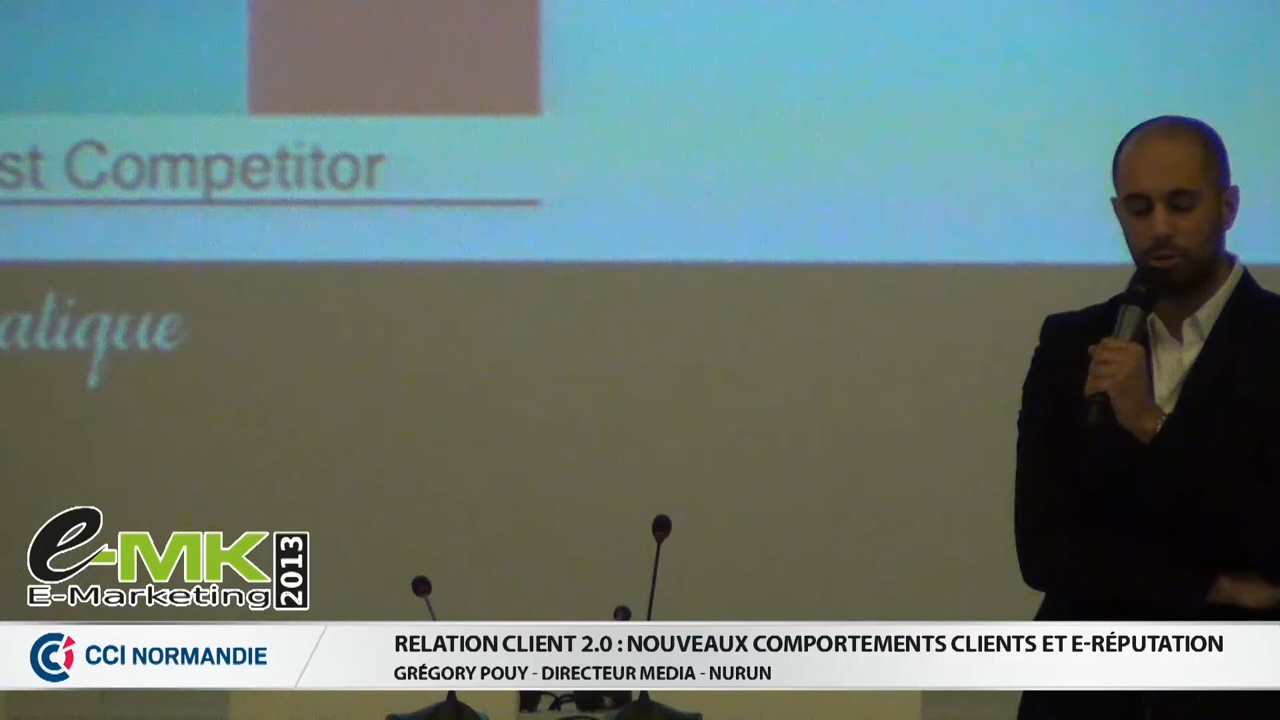 st Competitor
alique
e-MK
E-Marketing
2013
CCI NORMANDIE
RELATION CLIENT 2.0 : NOUVEAUX COMPORTEMENTS CLIENTS ET E-RÉPUTATION
GRÉGORY POUY - DIRECTEUR MEDIA - NURUN